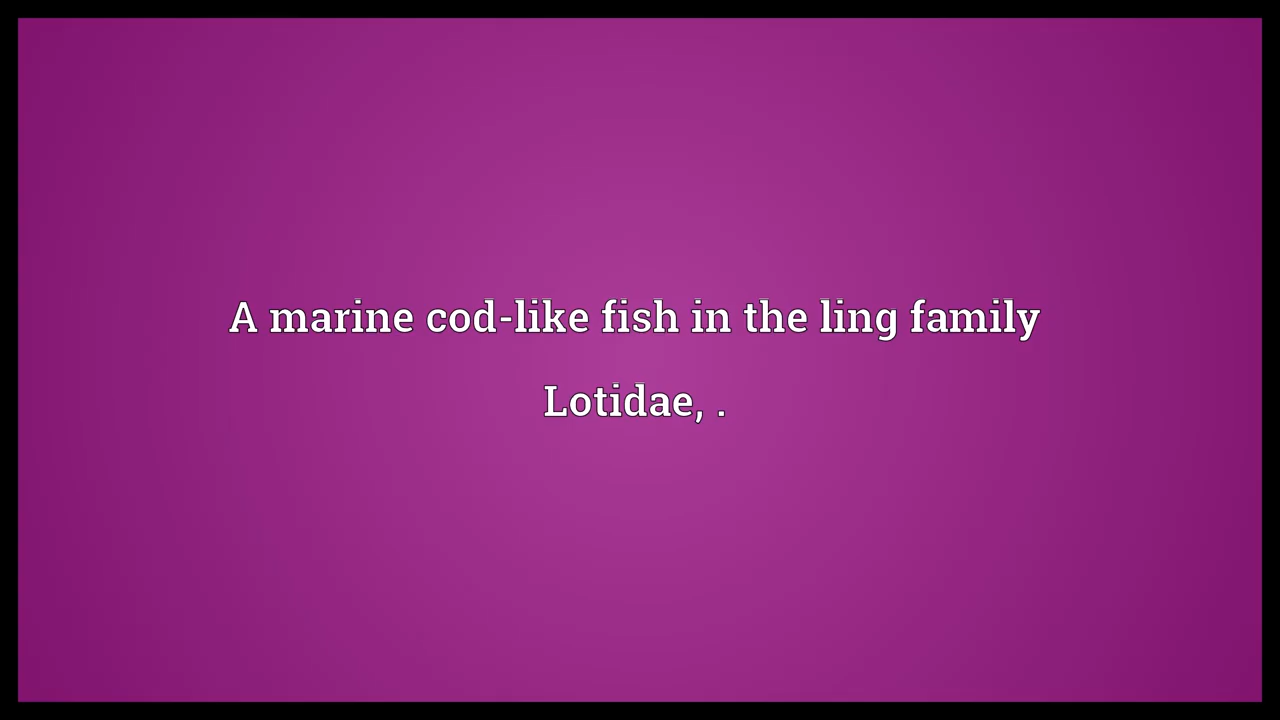 A marine cod-like fish in the ling family
Lotidae, .